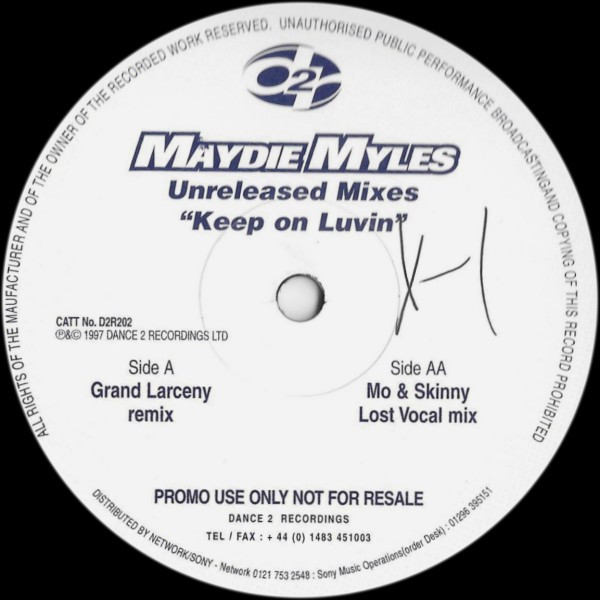 ALL RIGHTS OF THE MAUFACTURER AND OF THE OWNER OF THE RECORDED WORK RESERVED. UNAUTHORISED PUBLIC PERFORMANCE BROADCASTINGAND COPYING OF THIS RECORD PROHIBITED
D2
MAYDIE MYLES
Unreleased Mixes
“Keep on Luvin”
CATT No. D2R202
℗&© 1997 DANCE 2 RECORDINGS LTD
Side A
Grand Larceny
remix
Side AA
Mo & Skinny
Lost Vocal mix
PROMO USE ONLY NOT FOR RESALE
DANCE 2 RECORDINGS
TEL / FAX : + 44 (0) 1483 451003
DISTRIBUTED BY NETWORK/SONY - Network 0121 753 2548 : Sony Music Operations(order Desk) : 01296 395151